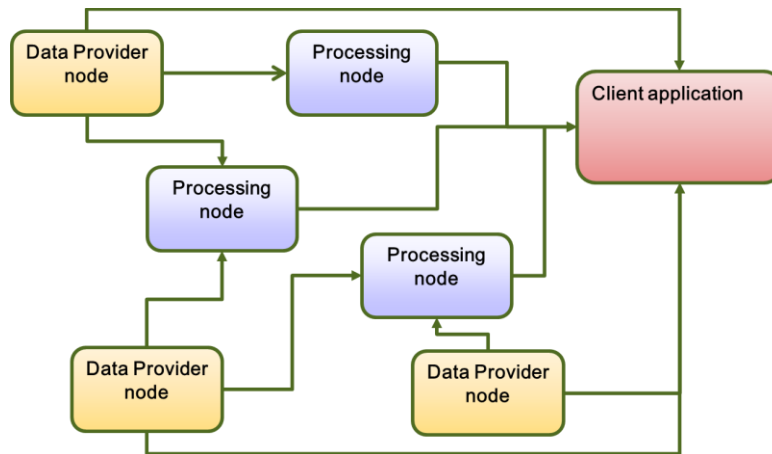 Data Provider
node
Processing
node
Client application
Processing
node
Processing
node
Data Provider
node
Data Provider
node